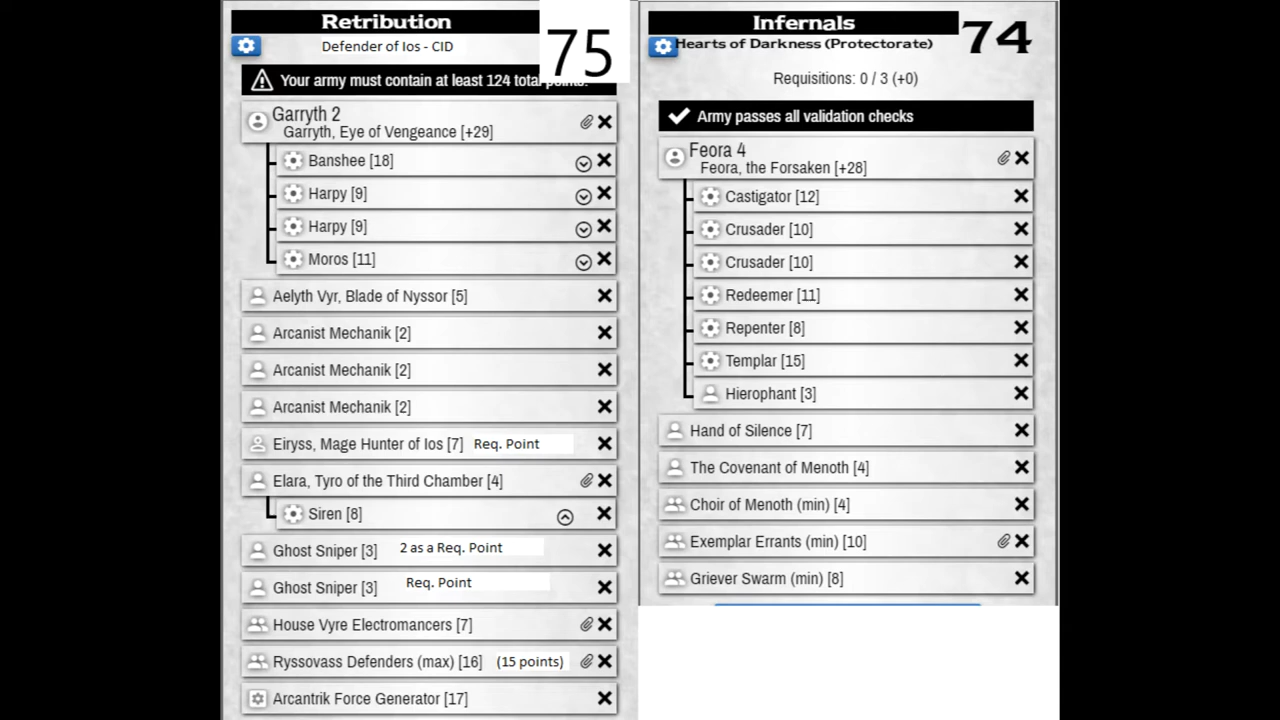 Retribution
Defender of Ios - CID
75
Your army must contain at least 124 total points.
Garryth 2
Garryth, Eye of Vengeance [+29]
Banshee [18]
Harpy [9]
Harpy [9]
Moros [11]
Aelyth Vyr, Blade of Nyssor [5]
Arcanist Mechanik [2]
Arcanist Mechanik [2]
Arcanist Mechanik [2]
Eiryss, Mage Hunter of Ios [7] Req. Point
Elara, Tyro of the Third Chamber [4]
Siren [8]
Ghost Sniper [3] 2 as a Req. Point
Ghost Sniper [3] Req. Point
House Vyre Electromancers [7]
Ryssovass Defenders (max) [16] (15 points)
Arcantrik Force Generator [17]
Infernals
Hearts of Darkness (Protectorate)
74
Requisitions: 0 / 3 (+0)
Army passes all validation checks
Feora 4
Feora, the Forsaken [+28]
Castigator [12]
Crusader [10]
Crusader [10]
Redeemer [11]
Repenter [8]
Templar [15]
Hierophant [3]
Hand of Silence [7]
The Covenant of Menoth [4]
Choir of Menoth (min) [4]
Exemplar Errants (min) [10]
Griever Swarm (min) [8]